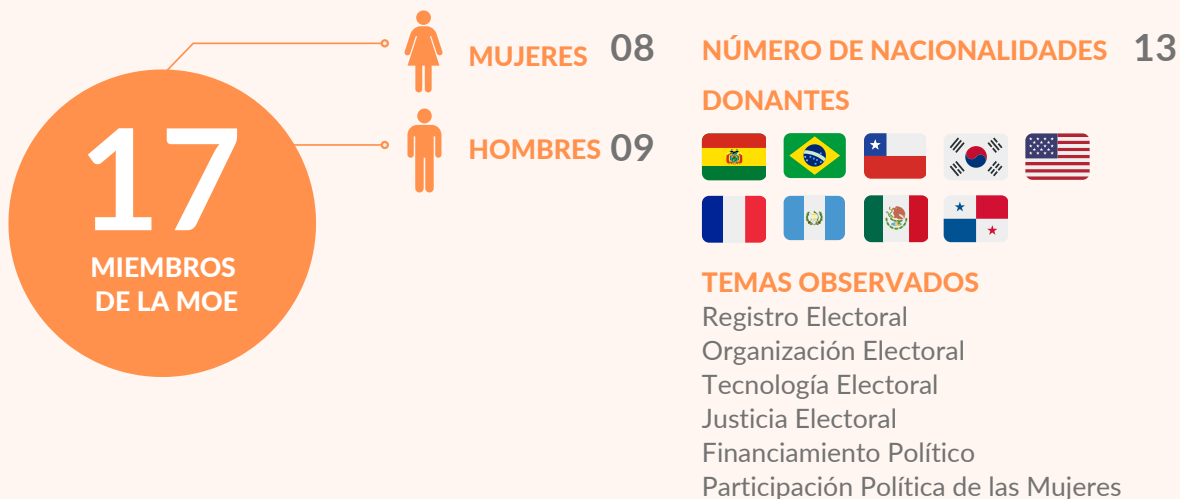 17
MIEMBROS
DE LA MOE
MUJERES 08
HOMBRES 09
NÚMERO DE NACIONALIDADES 13
DONANTES
TEMAS OBSERVADOS
Registro Electoral
Organización Electoral
Tecnología Electoral
Justicia Electoral
Financiamiento Político
Participación Política de las Mujeres